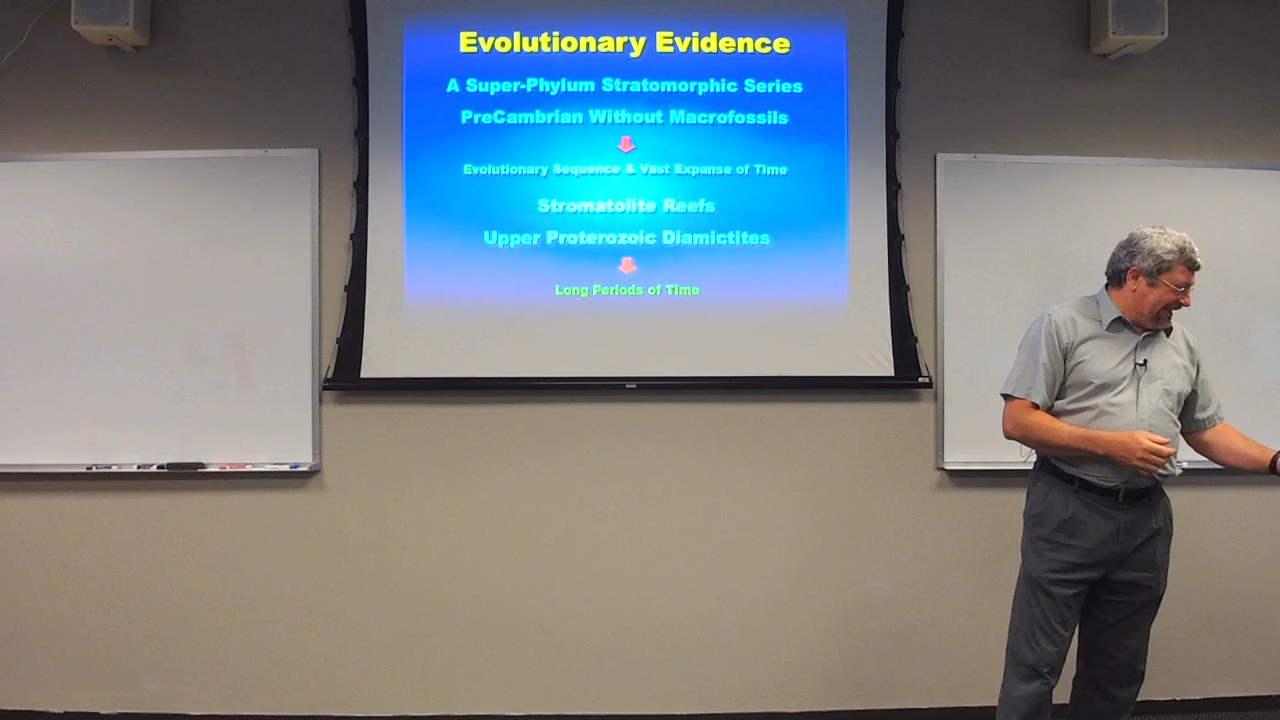 Evolutionary Evidence
A Super-Phylum Stratomorphic Series
PreCambrian Without Macrofossils
Evolutionary Sequence & Vast Expanse of Time
Stromatolite Reefs
Upper Proterozoic Diamictites
Long Periods of Time